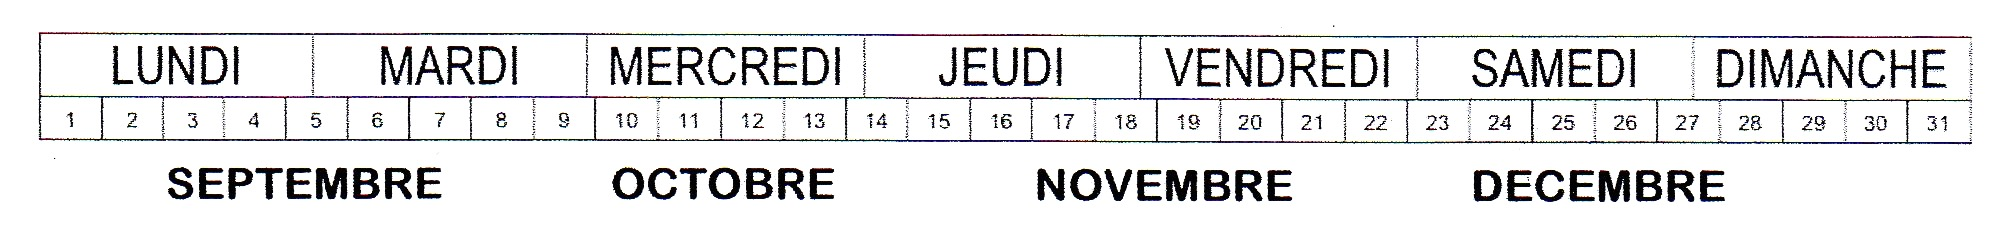 LUNDI MARDI MERCREDI JEUDI VENDREDI SAMEDI DIMANCHE
1 2 3 4 5 6 7 8 9 10 11 12 13 14 15 16 17 18 19 20 21 22 23 24 25 26 27 28 29 30 31
SEPTEMBRE OCTOBRE NOVEMBRE DECEMBRE